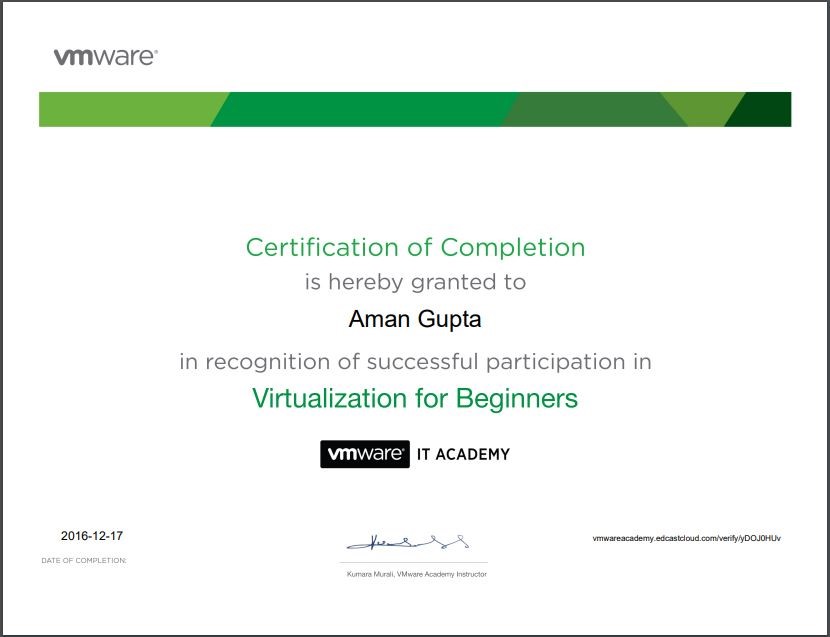 vmware®
Certification of Completion
is hereby granted to
Aman Gupta
in recognition of successful participation in
Virtualization for Beginners
vmware® IT ACADEMY
2016-12-17
DATE OF COMPLETION:
Kumara Murali, VMware Academy Instructor
vmwareacademy.edcastcloud.com/verify/yDOJ0HUv